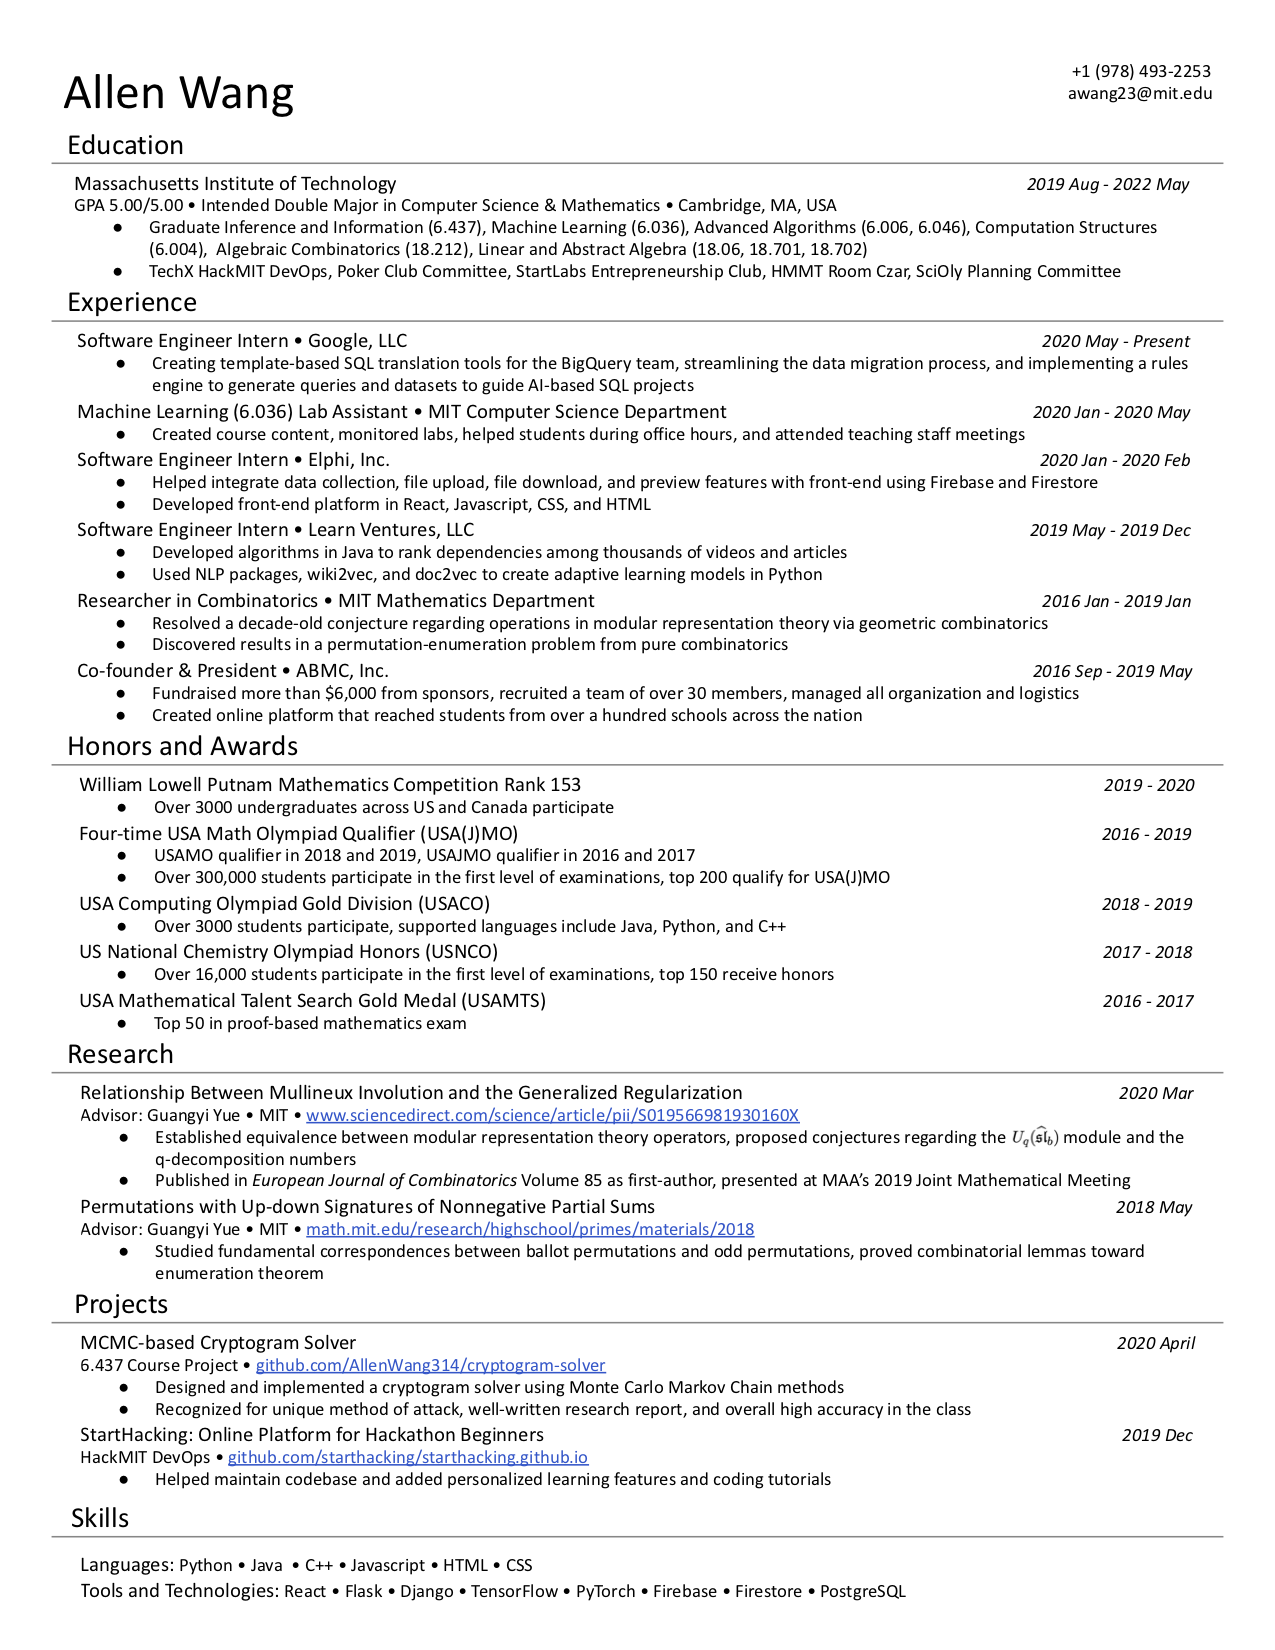 Allen Wang
+1 (978) 493-2253
awang23@mit.edu
Education
Massachusetts Institute of Technology 2019 Aug - 2022 May
GPA 5.00/5.00 • Intended Double Major in Computer Science & Mathematics • Cambridge, MA, USA
● Graduate Inference and Information (6.437), Machine Learning (6.036), Advanced Algorithms (6.006, 6.046), Computation Structures
(6.004), Algebraic Combinatorics (18.212), Linear and Abstract Algebra (18.06, 18.701, 18.702)
● TechX HackMIT DevOps, Poker Club Committee, StartLabs Entrepreneurship Club, HMMT Room Czar, SciOly Planning Committee
Experience
Software Engineer Intern • Google, LLC 2020 May - Present
● Creating template-based SQL translation tools for the BigQuery team, streamlining the data migration process, and implementing a rules
engine to generate queries and datasets to guide AI-based SQL projects
Machine Learning (6.036) Lab Assistant • MIT Computer Science Department 2020 Jan - 2020 May
● Created course content, monitored labs, helped students during office hours, and attended teaching staff meetings
Software Engineer Intern • Elphi, Inc. 2020 Jan - 2020 Feb
● Helped integrate data collection, file upload, file download, and preview features with front-end using Firebase and Firestore
● Developed front-end platform in React, Javascript, CSS, and HTML
Software Engineer Intern • Learn Ventures, LLC 2019 May - 2019 Dec
● Developed algorithms in Java to rank dependencies among thousands of videos and articles
● Used NLP packages, wiki2vec, and doc2vec to create adaptive learning models in Python
Researcher in Combinatorics • MIT Mathematics Department 2016 Jan - 2019 Jan
● Resolved a decade-old conjecture regarding operations in modular representation theory via geometric combinatorics
● Discovered results in a permutation-enumeration problem from pure combinatorics
Co-founder & President • ABMC, Inc. 2016 Sep - 2019 May
● Fundraised more than $6,000 from sponsors, recruited a team of over 30 members, managed all organization and logistics
● Created online platform that reached students from over a hundred schools across the nation
Honors and Awards
William Lowell Putnam Mathematics Competition Rank 153 2019 - 2020
● Over 3000 undergraduates across US and Canada participate
Four-time USA Math Olympiad Qualifier (USA(J)MO) 2016 - 2019
● USAMO qualifier in 2018 and 2019, USAJMO qualifier in 2016 and 2017
● Over 300,000 students participate in the first level of examinations, top 200 qualify for USA(J)MO
USA Computing Olympiad Gold Division (USACO) 2018 - 2019
● Over 3000 students participate, supported languages include Java, Python, and C++
US National Chemistry Olympiad Honors (USNCO) 2017 - 2018
● Over 16,000 students participate in the first level of examinations, top 150 receive honors
USA Mathematical Talent Search Gold Medal (USAMTS) 2016 - 2017
● Top 50 in proof-based mathematics exam
Research
Relationship Between Mullineux Involution and the Generalized Regularization 2020 Mar
Advisor: Guangyi Yue • MIT • www.sciencedirect.com/science/article/pii/S019566981930160X
● Established equivalence between modular representation theory operators, proposed conjectures regarding the U_q(\widehat{𝔰𝔩}_b) module and the
q-decomposition numbers
● Published in European Journal of Combinatorics Volume 85 as first-author, presented at MAA’s 2019 Joint Mathematical Meeting
Permutations with Up-down Signatures of Nonnegative Partial Sums 2018 May
Advisor: Guangyi Yue • MIT • math.mit.edu/research/highschool/primes/materials/2018
● Studied fundamental correspondences between ballot permutations and odd permutations, proved combinatorial lemmas toward
enumeration theorem
Projects
MCMC-based Cryptogram Solver 2020 April
6.437 Course Project • github.com/AllenWang314/cryptogram-solver
● Designed and implemented a cryptogram solver using Monte Carlo Markov Chain methods
● Recognized for unique method of attack, well-written research report, and overall high accuracy in the class
StartHacking: Online Platform for Hackathon Beginners 2019 Dec
HackMIT DevOps • github.com/starthacking/starthacking.github.io
● Helped maintain codebase and added personalized learning features and coding tutorials
Skills
Languages: Python • Java • C++ • Javascript • HTML • CSS
Tools and Technologies: React • Flask • Django • TensorFlow • PyTorch • Firebase • Firestore • PostgreSQL